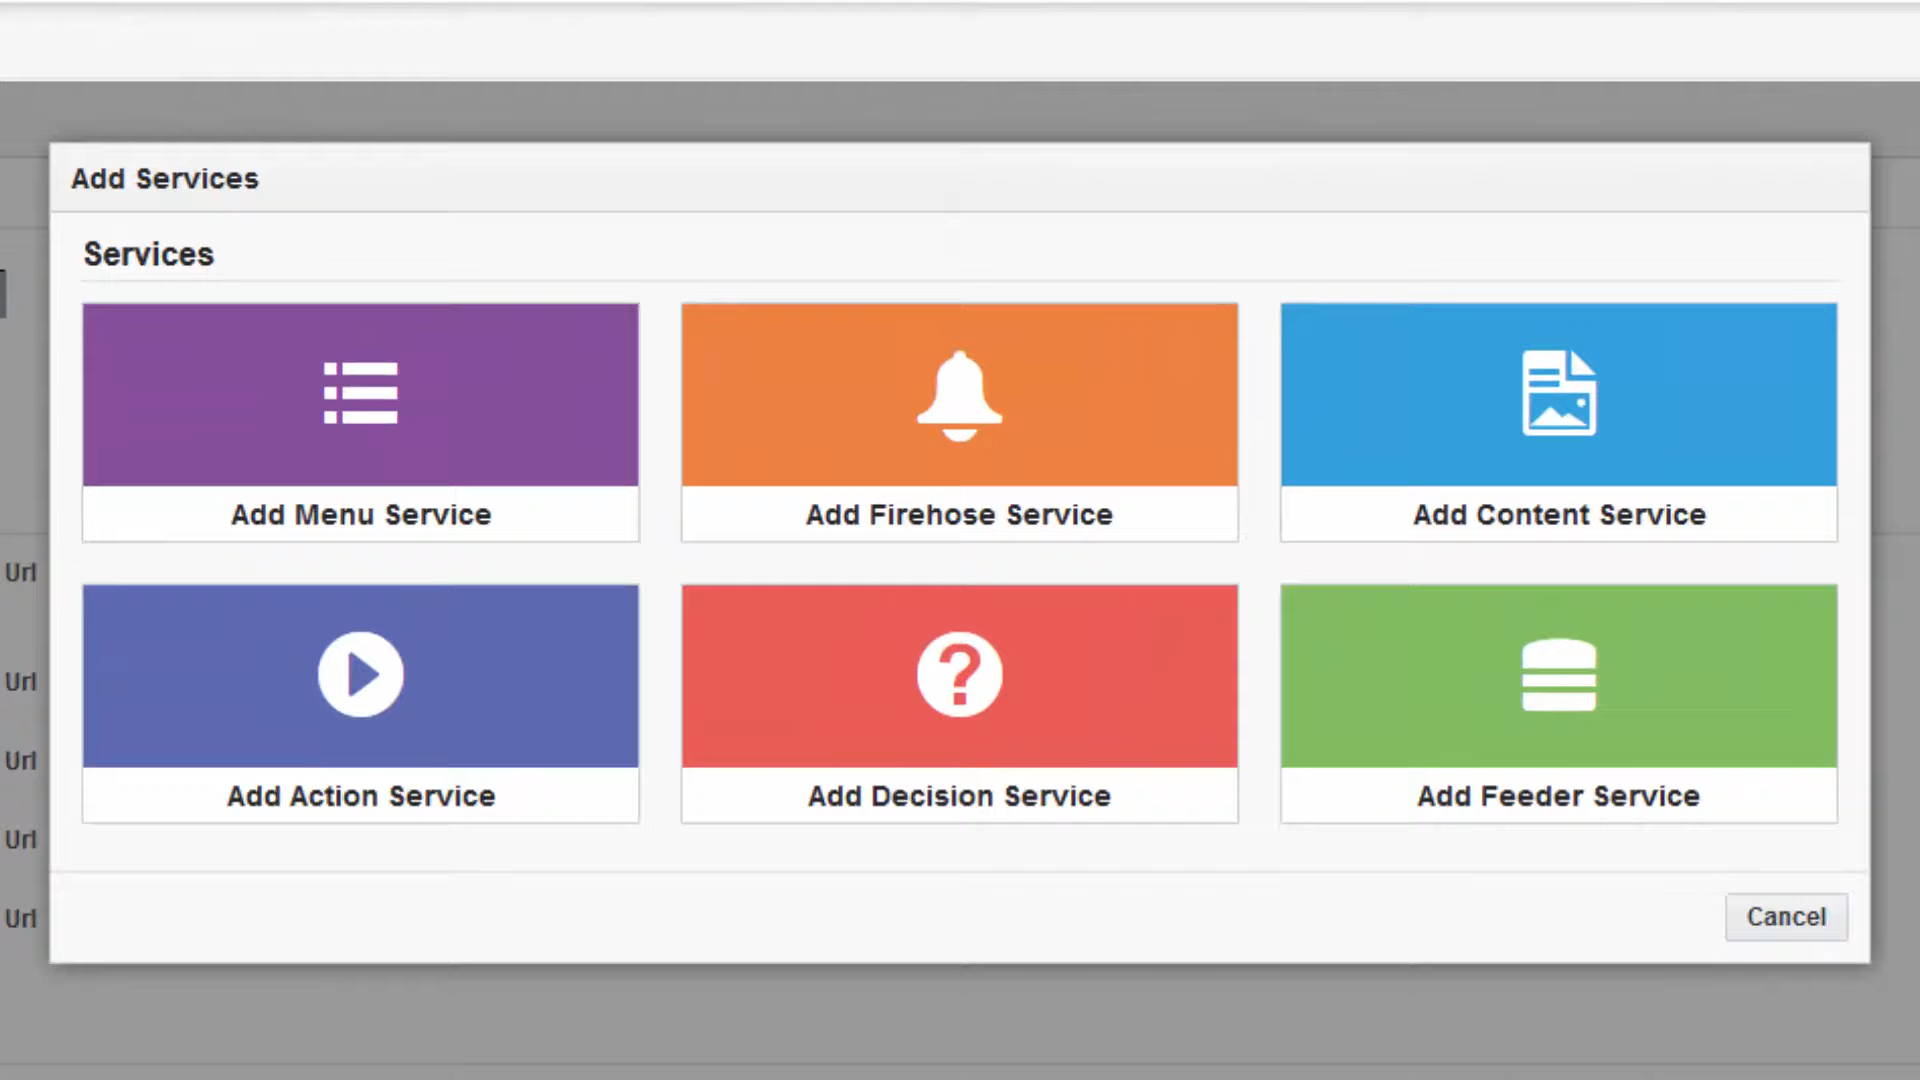 Add Services
Services
Add Menu Service
Add Firehose Service
Add Content Service
Add Action Service
Add Decision Service
Add Feeder Service
Url
Url
Url
Url
Url
Cancel